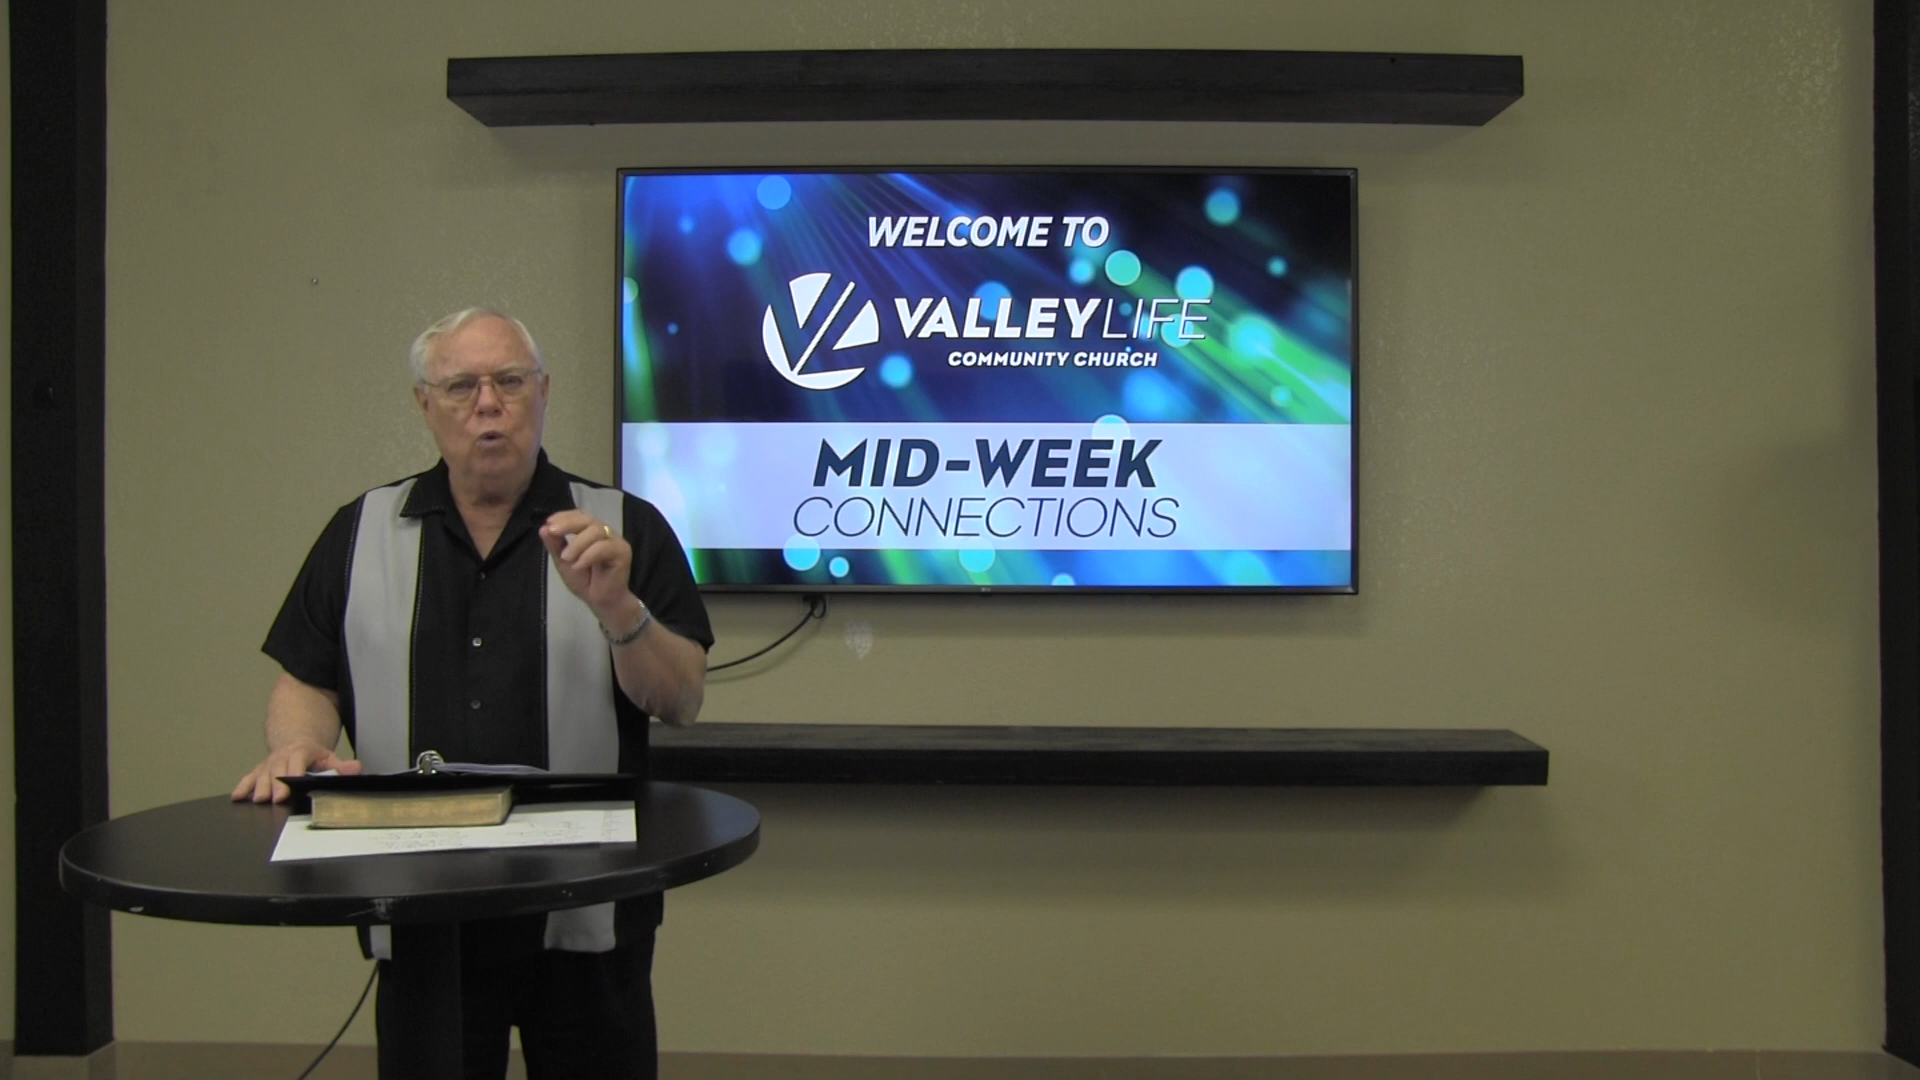 WELCOME TO
VALLEYLIFE
COMMUNITY CHURCH
MID-WEEK
CONNECTIONS